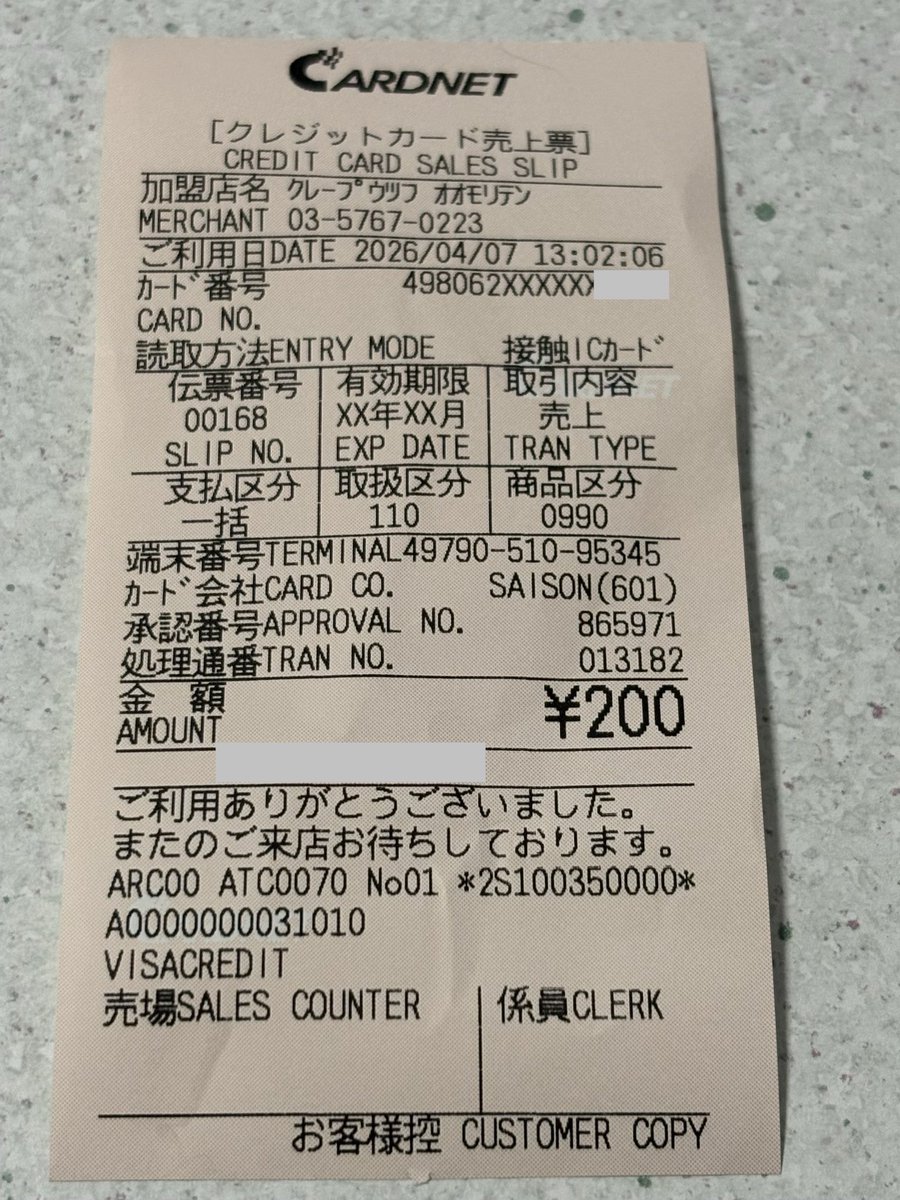 CARDNET
[クレジットカード売上票]
CREDIT CARD SALES SLIP
加盟店名 ｸﾚｰﾌﾟｳﾂﾌ ｵｵﾓﾘﾃﾝ
MERCHANT 03-5767-0223
ご利用日DATE 2026/04/07 13:02:06
ｶｰﾄﾞ番号 498062XXXXXX
CARD NO.
読取方法ENTRY MODE 接触ICｶｰﾄﾞ
伝票番号 有効期限 取引内容
00168 XX年XX月 売上
SLIP NO. EXP DATE TRAN TYPE
支払区分 取扱区分 商品区分
一括 110 0990
端末番号TERMINAL49790-510-95345
ｶｰﾄﾞ会社CARD CO. SAISON(601)
承認番号APPROVAL NO. 865971
処理通番TRAN NO. 013182
金 額 ¥200
AMOUNT
ご利用ありがとうございました。
またのご来店お待ちしております。
ARC00 ATC0070 No01 *2S100350000*
A0000000031010
VISACREDIT
売場SALES COUNTER 係員CLERK
お客様控 CUSTOMER COPY